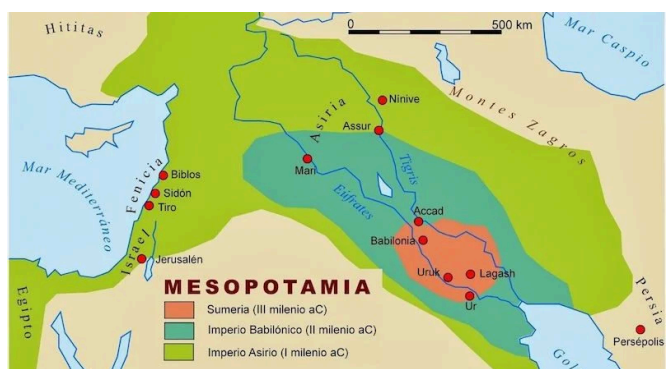 Hititas
0
500 km
Mar Caspio
Montes Zagros
Nínive
Asiria
Assur
Tigris
Mari
Eúfrates
Biblos
Fenicia
Sidón
Tiro
Mar Mediterráneo
Israel
Jerusalén
Egipto
Accad
Babilonia
Uruk
Lagash
Ur
Persia
Persépolis
Gol
MESOPOTAMIA
Sumeria (III milenio aC)
Imperio Babilónico (II milenio aC)
Imperio Asirio (I milenio aC)